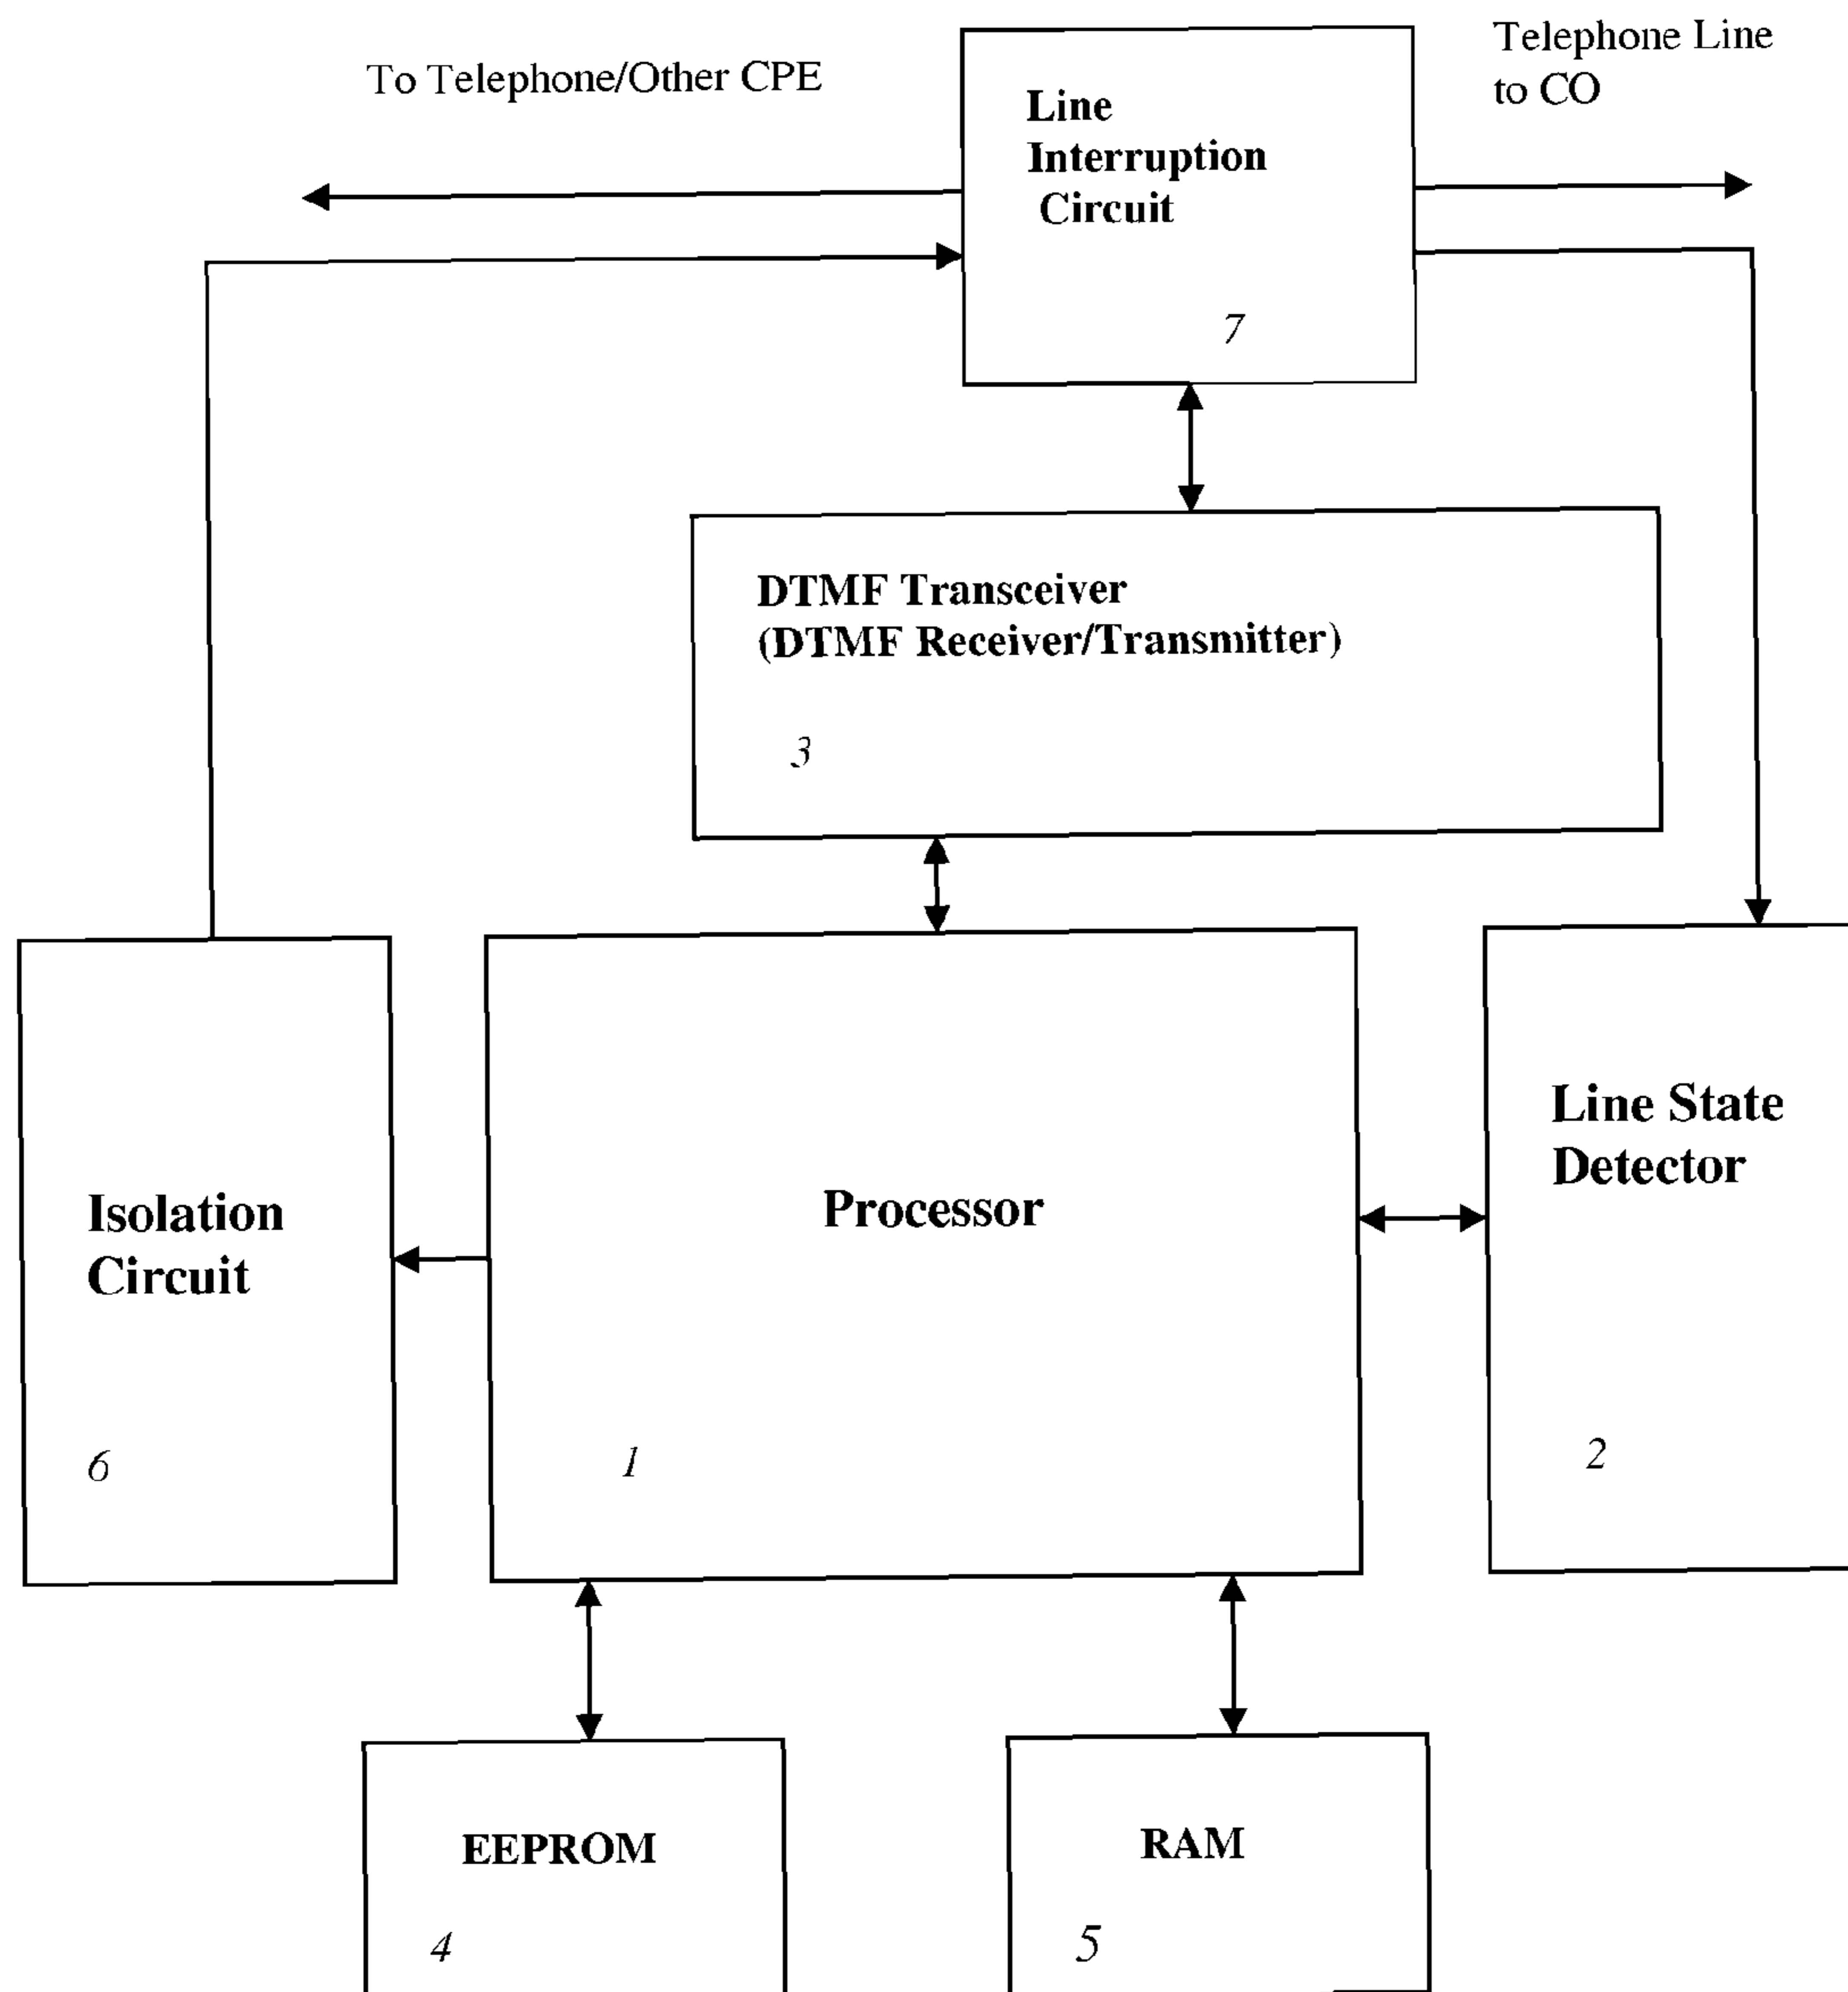 To Telephone/Other CPE
Telephone Line
to CO
Line
Interruption
Circuit
7
DTMF Transceiver
(DTMF Receiver/Transmitter)
3
Isolation
Circuit
6
Processor
1
Line State
Detector
2
EEPROM
4
RAM
5